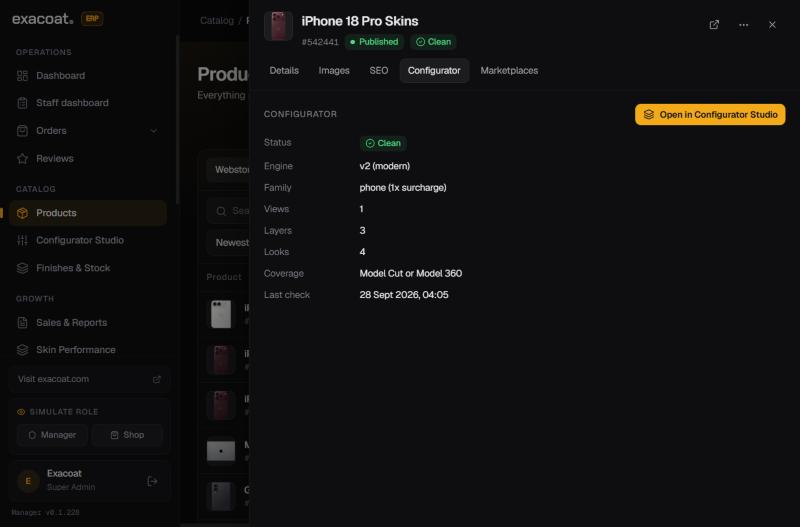 exacoat.
ERP
OPERATIONS
Dashboard
Staff dashboard
Orders
Reviews
CATALOG
Products
Configurator Studio
Finishes & Stock
GROWTH
Sales & Reports
Skin Performance
Visit exacoat.com
SIMULATE ROLE
Manager
Shop
E
Exacoat
Super Admin
Manager v0.1.228
Catalog /
Produ
Everything
Webstor
Sea
Newest
Product
iPhone 18 Pro Skins
#542441
Published
Clean
Details
Images
SEO
Configurator
Marketplaces
CONFIGURATOR
Open in Configurator Studio
Status Clean
Engine v2 (modern)
Family phone (1x surcharge)
Views 1
Layers 3
Looks 4
Coverage Model Cut or Model 360
Last check 28 Sept 2026, 04:05